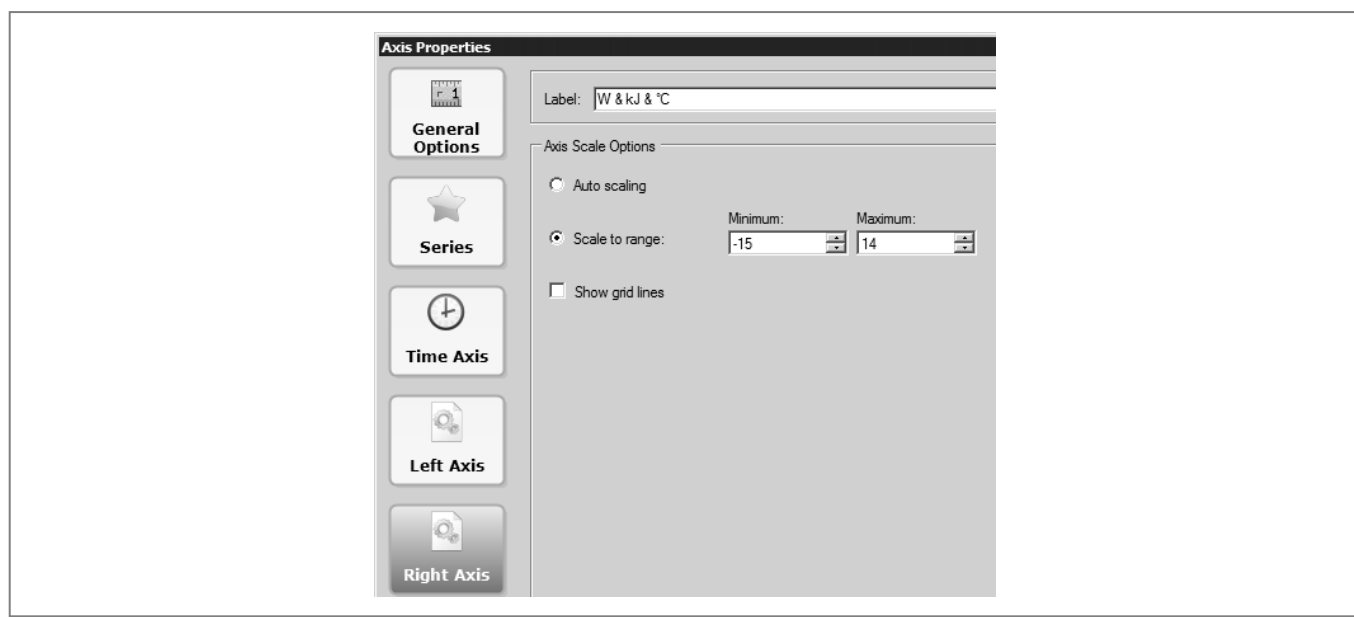 Axis Properties
General
Options
Series
Time Axis
Left Axis
Right Axis
Label: W & kJ & °C
Axis Scale Options
Auto scaling
Minimum: Maximum:
Scale to range: -15 14
Show grid lines